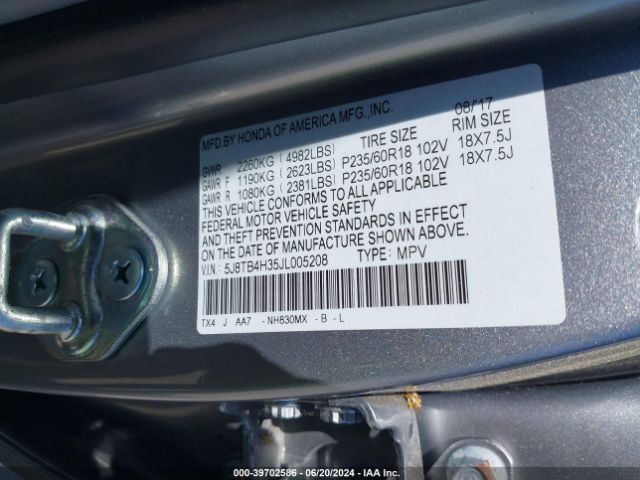 MFD.BY HONDA OF AMERICA MFG.,INC. 08/'17
GVWR 2260KG (4982LBS) TIRE SIZE RIM SIZE
GAWR F 1190KG (2623LBS) P235/60R18 102V 18X7.5J
GAWR R 1080KG (2381LBS) P235/60R18 102V 18X7.5J
THIS VEHICLE CONFORMS TO ALL APPLICABLE
FEDERAL MOTOR VEHICLE SAFETY
AND THEFT PREVENTION STANDARDS IN EFFECT
ON THE DATE OF MANUFACTURE SHOWN ABOVE.
V.I.N: 5J8TB4H35JL005208 TYPE: MPV
TX4 J AA7 -NH830MX -B -L
000-39702586 - 06/20/2024 - IAA Inc.